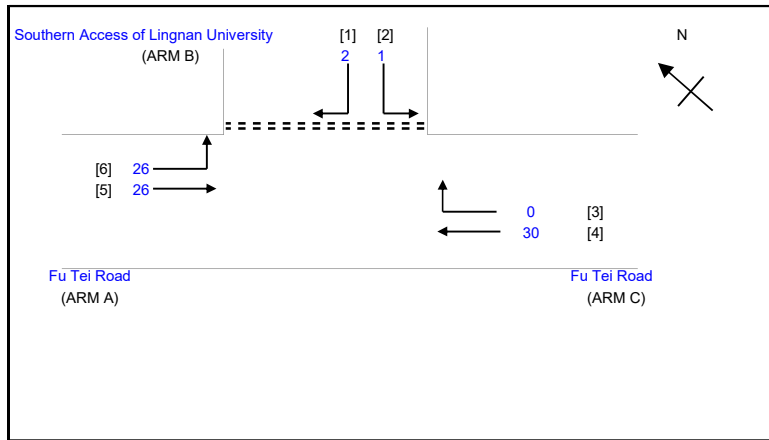 Southern Access of Lingnan University [1] [2] N
(ARM B) 2 1
[6] 26
[5] 26
0 [3]
30 [4]
Fu Tei Road Fu Tei Road
(ARM A) (ARM C)